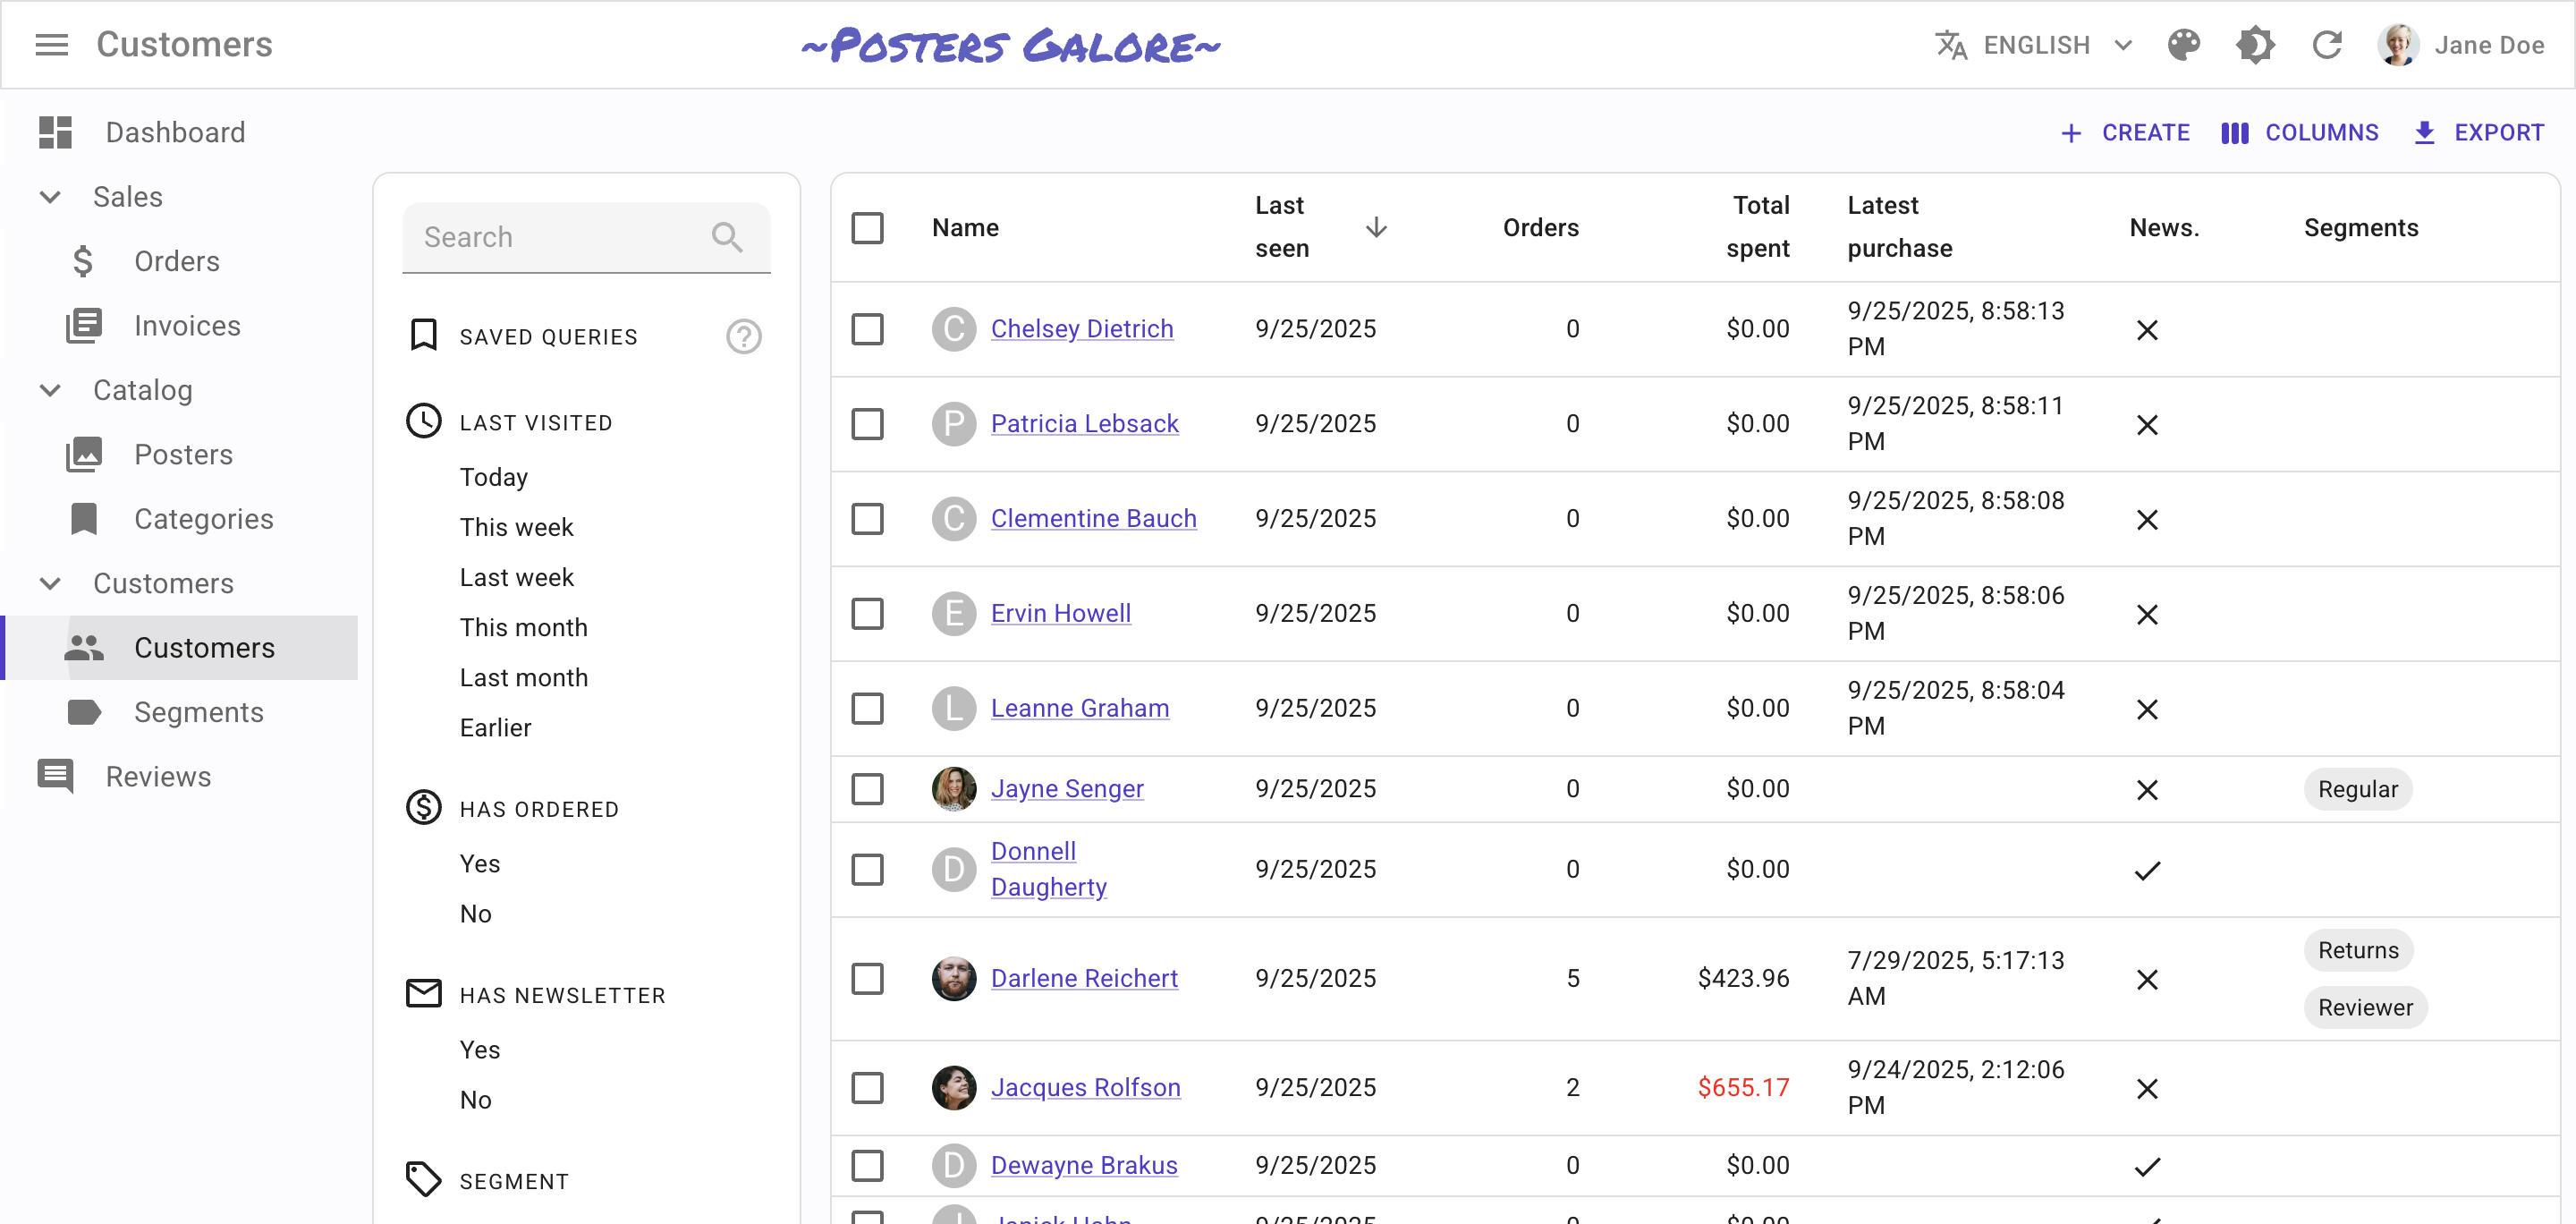 Customers
~Posters Galore~
ENGLISH
Jane Doe
Dashboard
Sales
Orders
Invoices
Catalog
Posters
Categories
Customers
Customers
Segments
Reviews
CREATE
COLUMNS
EXPORT
Search
SAVED QUERIES
?
LAST VISITED
Today
This week
Last week
This month
Last month
Earlier
HAS ORDERED
Yes
No
HAS NEWSLETTER
Yes
No
SEGMENT
Name Last seen Orders Total spent Latest purchase News. Segments
C Chelsey Dietrich 9/25/2025 0 $0.00 9/25/2025, 8:58:13 PM
P Patricia Lebsack 9/25/2025 0 $0.00 9/25/2025, 8:58:11 PM
C Clementine Bauch 9/25/2025 0 $0.00 9/25/2025, 8:58:08 PM
E Ervin Howell 9/25/2025 0 $0.00 9/25/2025, 8:58:06 PM
L Leanne Graham 9/25/2025 0 $0.00 9/25/2025, 8:58:04 PM
Jayne Senger 9/25/2025 0 $0.00 Regular
D Donnell Daugherty 9/25/2025 0 $0.00
Darlene Reichert 9/25/2025 5 $423.96 7/29/2025, 5:17:13 AM Returns Reviewer
Jacques Rolfson 9/25/2025 2 $655.17 9/24/2025, 2:12:06 PM
D Dewayne Brakus 9/25/2025 0 $0.00